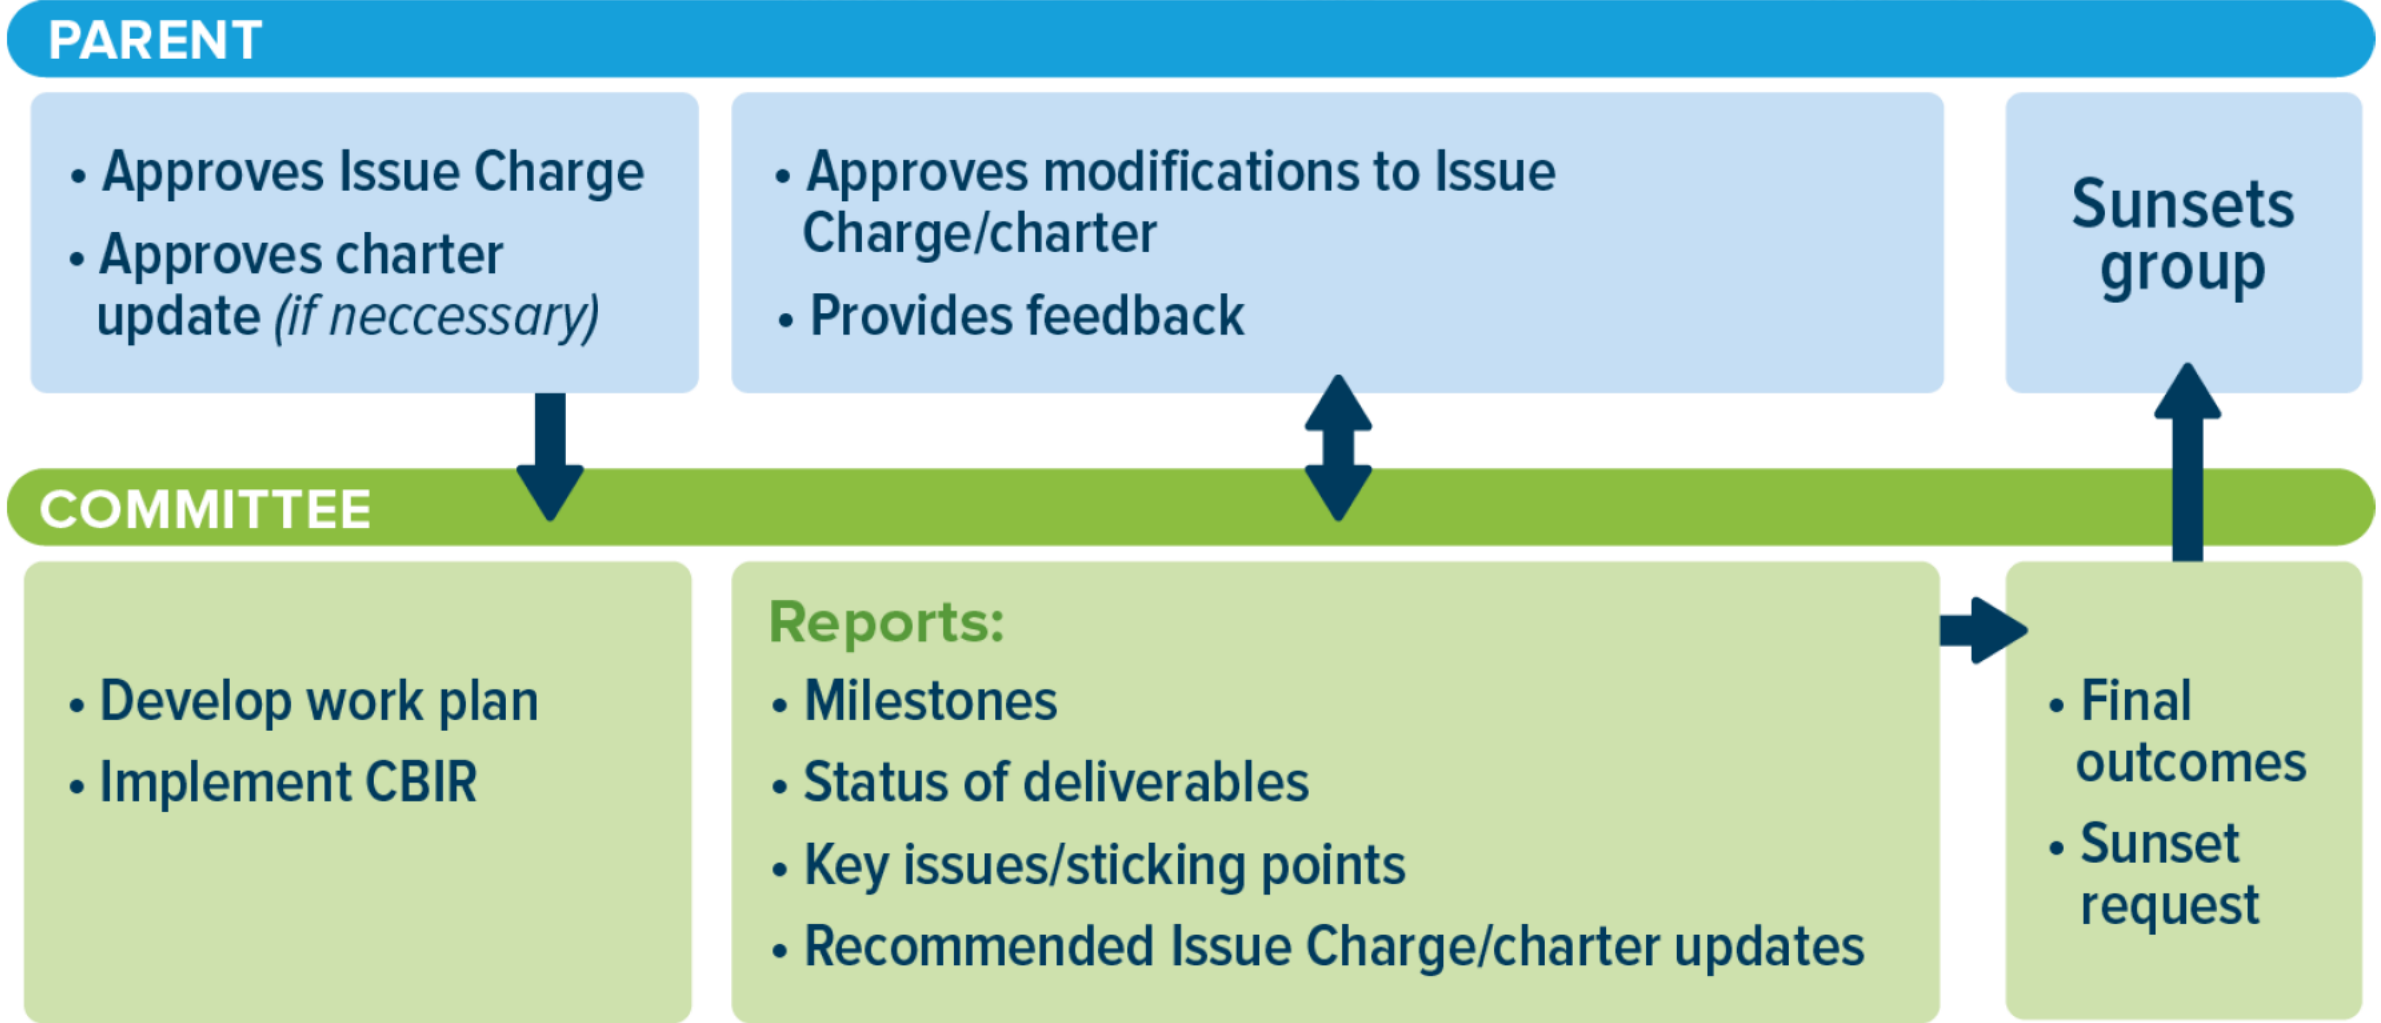 PARENT
• Approves Issue Charge
• Approves charter
update (if neccessary)
• Approves modifications to Issue
Charge/charter
• Provides feedback
Sunsets
group
COMMITTEE
• Develop work plan
• Implement CBIR
Reports:
• Milestones
• Status of deliverables
• Key issues/sticking points
• Recommended Issue Charge/charter updates
• Final
outcomes
• Sunset
request